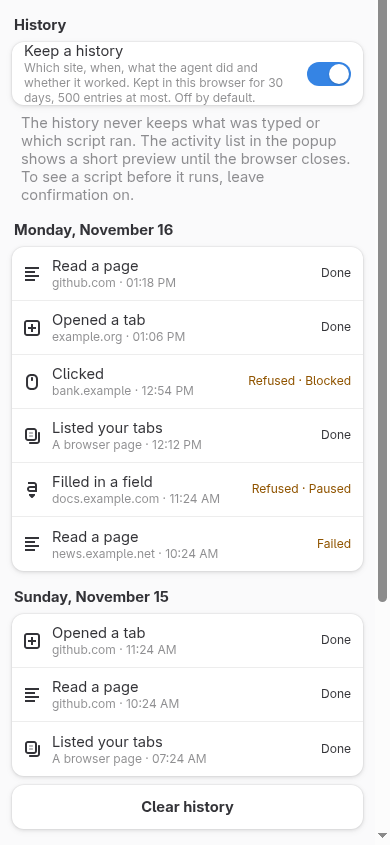 History
Keep a history
Which site, when, what the agent did and
whether it worked. Kept in this browser for 30
days, 500 entries at most. Off by default.
The history never keeps what was typed or
which script ran. The activity list in the popup
shows a short preview until the browser closes.
To see a script before it runs, leave
confirmation on.
Monday, November 16
Read a page
github.com · 01:18 PM
Done
Opened a tab
example.org · 01:06 PM
Done
Clicked
bank.example · 12:54 PM
Refused · Blocked
Listed your tabs
A browser page · 12:12 PM
Done
Filled in a field
docs.example.com · 11:24 AM
Refused · Paused
Read a page
news.example.net · 10:24 AM
Failed
Sunday, November 15
Opened a tab
github.com · 11:24 AM
Done
Read a page
github.com · 10:24 AM
Done
Listed your tabs
A browser page · 07:24 AM
Done
Clear history